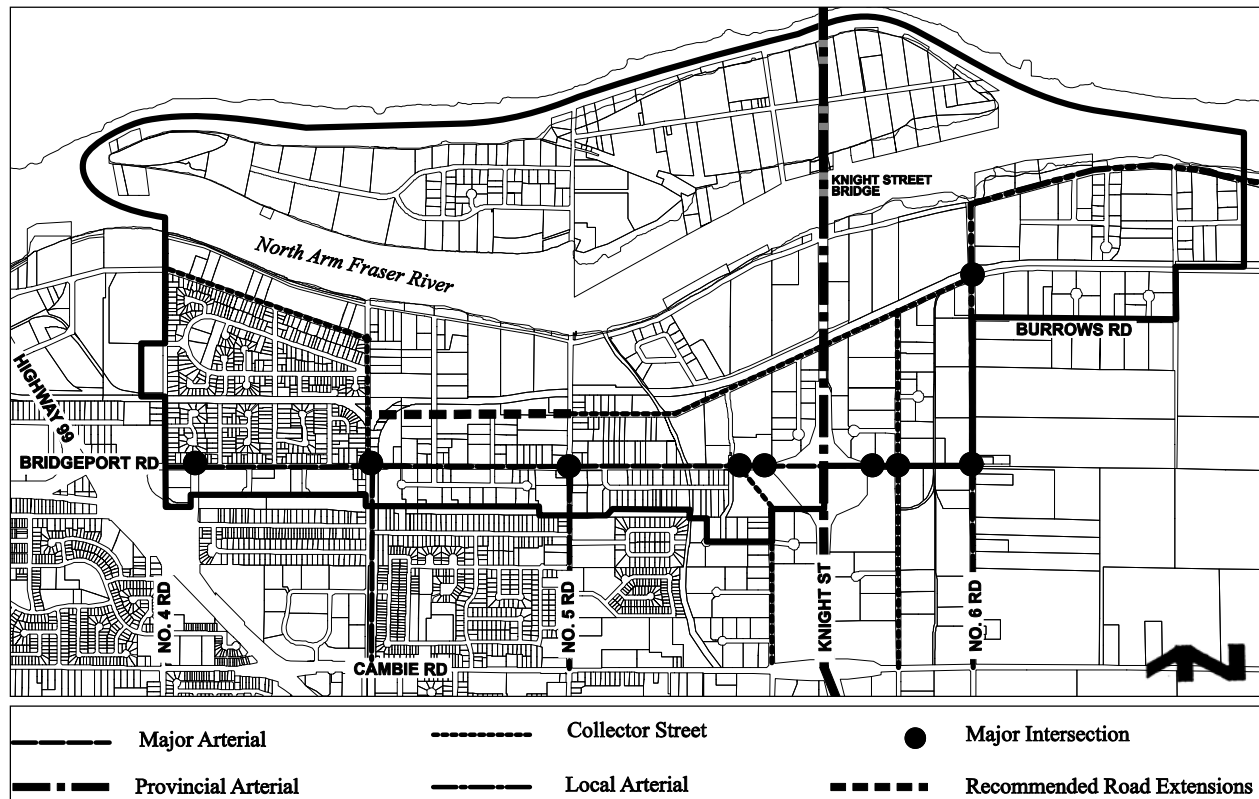 KNIGHT STREET
BRIDGE
North Arm Fraser River
BURROWS RD
HIGHWAY 99
BRIDGEPORT RD
NO. 4 RD
NO. 5 RD
KNIGHT ST
NO. 6 RD
CAMBIE RD
N
Major Arterial
Collector Street
Major Intersection
Provincial Arterial
Local Arterial
Recommended Road Extensions